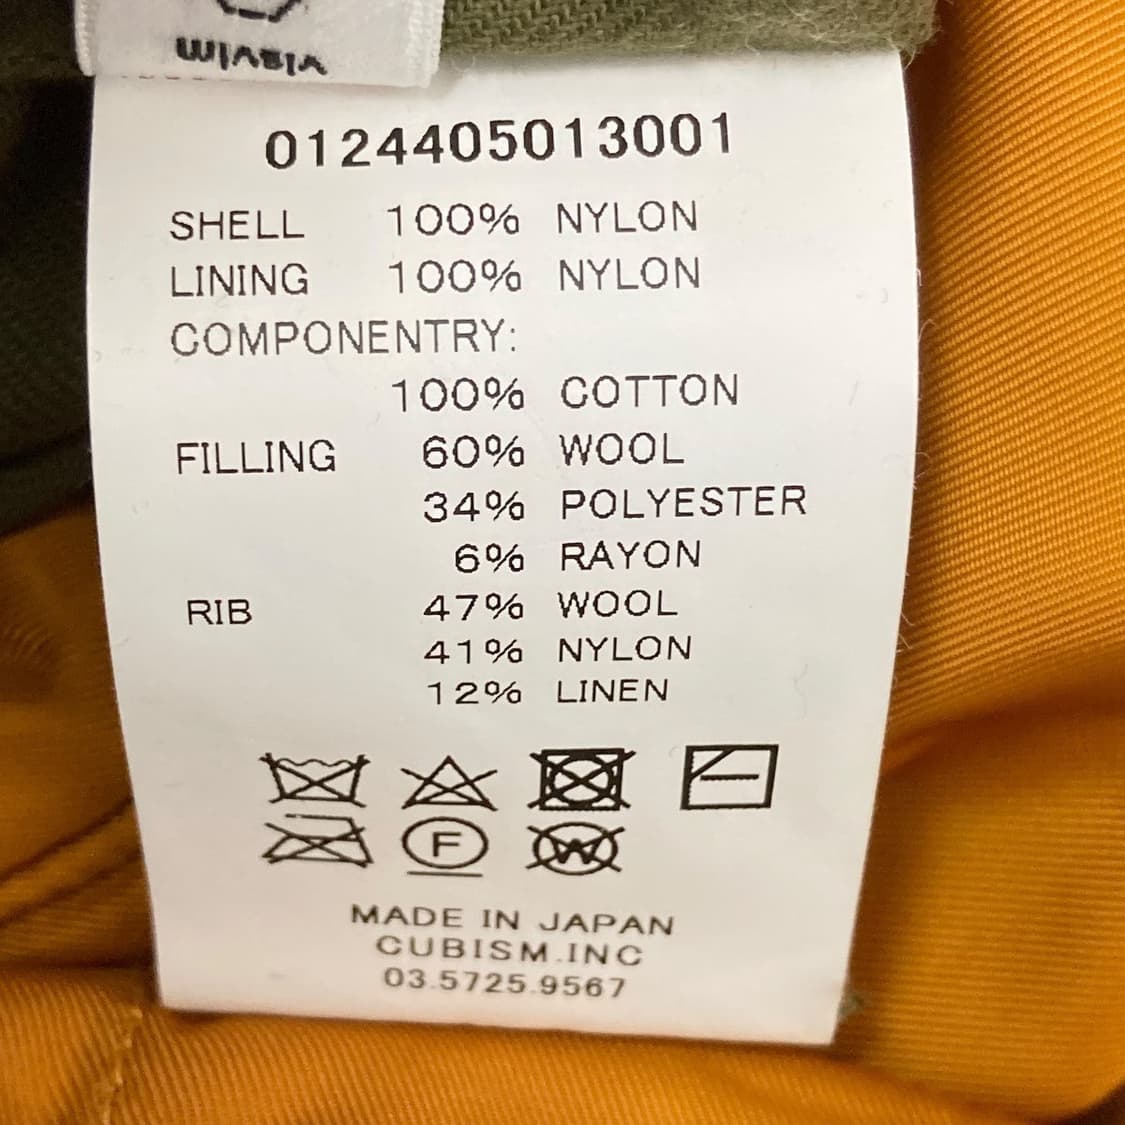 visvim
0124405013001
SHELL 100% NYLON
LINING 100% NYLON
COMPONENTRY:
100% COTTON
FILLING 60% WOOL
34% POLYESTER
6% RAYON
RIB 47% WOOL
41% NYLON
12% LINEN
F W
MADE IN JAPAN
CUBISM.INC
03.5725.9567